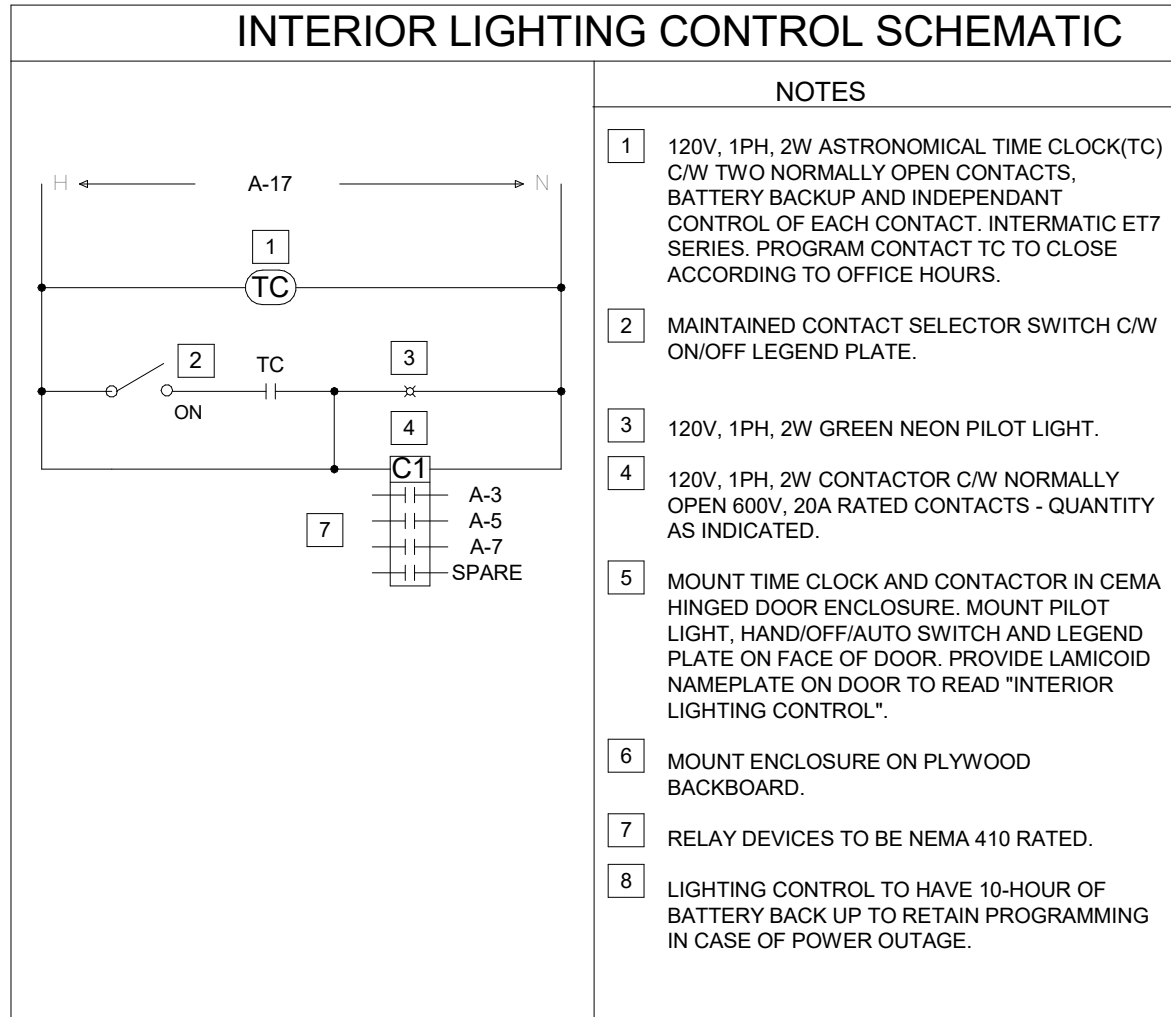 INTERIOR LIGHTING CONTROL SCHEMATIC
H A-17 N
1
TC
2 TC 3
ON
4
C1
A-3
A-5
7 A-7
SPARE
NOTES
1 120V, 1PH, 2W ASTRONOMICAL TIME CLOCK(TC)
C/W TWO NORMALLY OPEN CONTACTS,
BATTERY BACKUP AND INDEPENDANT
CONTROL OF EACH CONTACT. INTERMATIC ET7
SERIES. PROGRAM CONTACT TC TO CLOSE
ACCORDING TO OFFICE HOURS.
2 MAINTAINED CONTACT SELECTOR SWITCH C/W
ON/OFF LEGEND PLATE.
3 120V, 1PH, 2W GREEN NEON PILOT LIGHT.
4 120V, 1PH, 2W CONTACTOR C/W NORMALLY
OPEN 600V, 20A RATED CONTACTS - QUANTITY
AS INDICATED.
5 MOUNT TIME CLOCK AND CONTACTOR IN CEMA
HINGED DOOR ENCLOSURE. MOUNT PILOT
LIGHT, HAND/OFF/AUTO SWITCH AND LEGEND
PLATE ON FACE OF DOOR. PROVIDE LAMICOID
NAMEPLATE ON DOOR TO READ "INTERIOR
LIGHTING CONTROL".
6 MOUNT ENCLOSURE ON PLYWOOD
BACKBOARD.
7 RELAY DEVICES TO BE NEMA 410 RATED.
8 LIGHTING CONTROL TO HAVE 10-HOUR OF
BATTERY BACK UP TO RETAIN PROGRAMMING
IN CASE OF POWER OUTAGE.